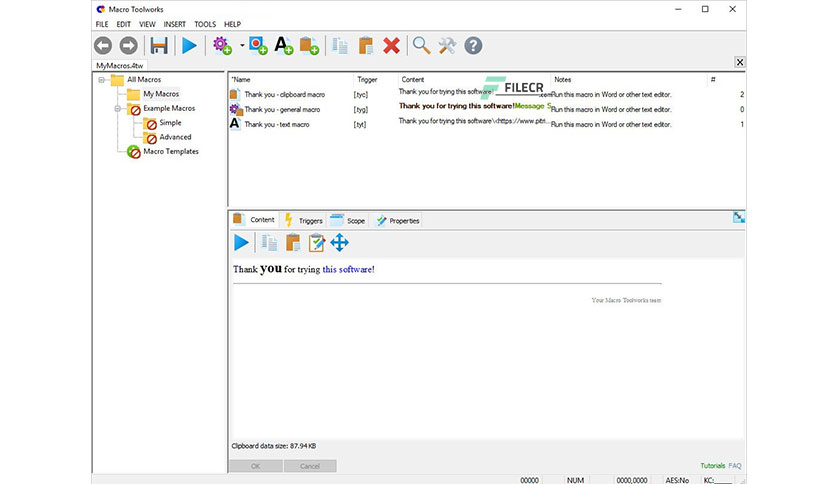 Macro Toolworks
FILE EDIT VIEW INSERT TOOLS HELP
MyMacros.4tw
All Macros
My Macros
Example Macros
Simple
Advanced
Macro Templates
*Name Trigger Content Notes #
Thank you - clipboard macro [tyc] Thank you for trying this software! .com Run this macro in Word or other text editor. 2
Thank you - general macro [tyg] Thank you for trying this software!Message S Run this macro in Word or other text editor. 0
Thank you - text macro [tyt] Thank you for trying this software!<https://www.pitri... Run this macro in Word or other text editor. 1
FILECR
Content Triggers Scope Properties
Thank you for trying this software!
Your Macro Toolworks team
Clipboard data size: 87.94 KB
OK Cancel
Tutorials FAQ
00000 NUM 0000,0000 AES:No KC:____